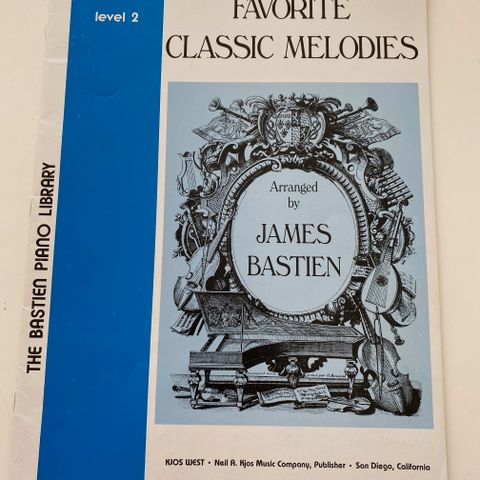 level 2
FAVORITE
CLASSIC MELODIES
THE BASTIEN PIANO LIBRARY
Arranged
by
JAMES
BASTIEN
KJOS WEST • Neil A. Kjos Music Company, Publisher • San Diego, California